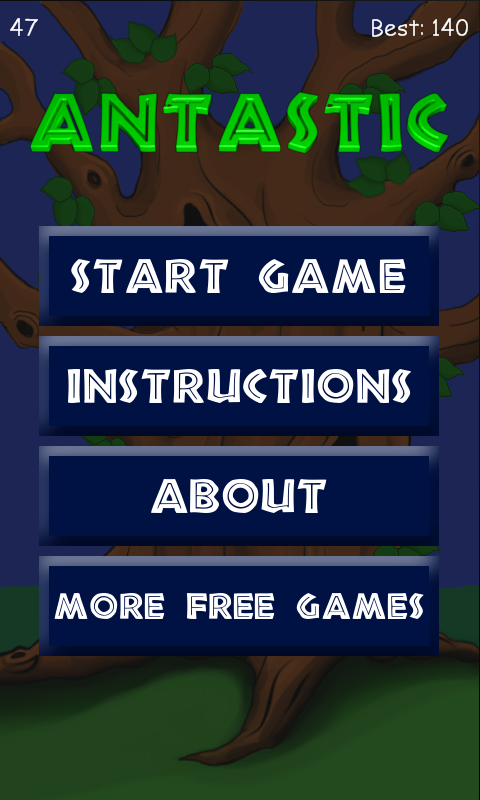 47 Best: 140
ANTASTIC
START GAME
INSTRUCTIONS
ABOUT
MORE FREE GAMES